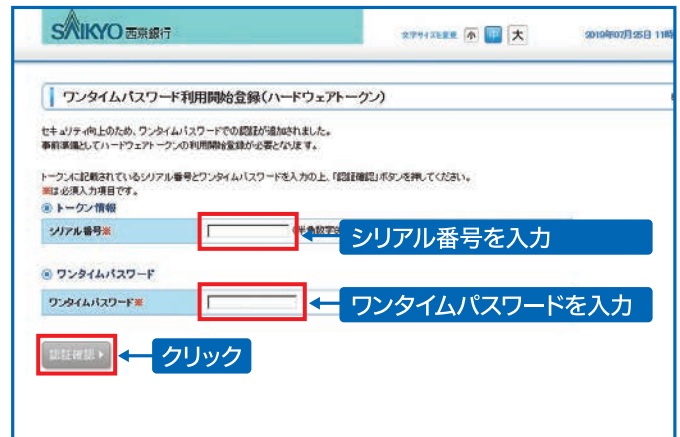 SAIKYO 西京銀行
文字サイズを変更 小 中 大
2019年07月25日 11時
ワンタイムパスワード利用開始登録(ハードウェアトークン)
セキュリティ向上のため、ワンタイムパスワードでの認証が追加されました。
事前準備としてハードウェアトークンの利用開始登録が必要となります。
トークンに記載されているシリアル番号とワンタイムパスワードを入力の上、「認証確認」ボタンを押してください。
※は必須入力項目です。
トークン情報
シリアル番号※
(半角数字
シリアル番号を入力
ワンタイムパスワード
ワンタイムパスワード※
ワンタイムパスワードを入力
認証確認
クリック